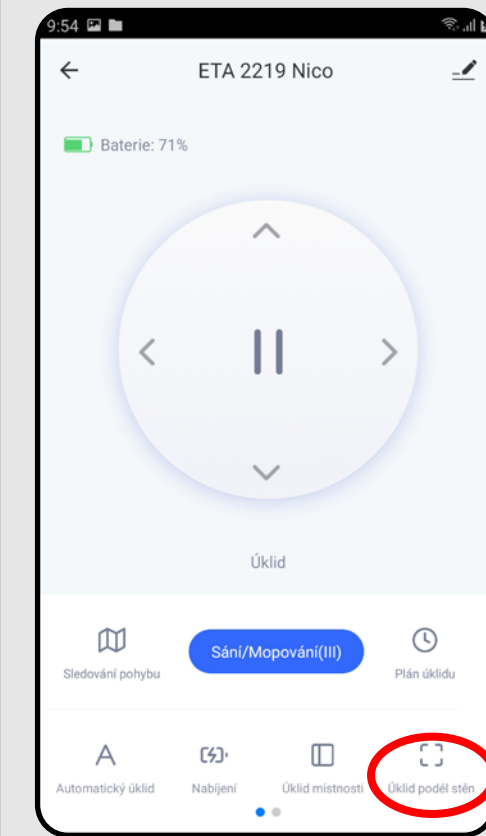 9:54
ETA 2219 Nico
Baterie: 71%
Úklid
Sledování pohybu
Sání/Mopování(III)
Plán úklidu
Automatický úklid
Nabíjení
Úklid místnosti
Úklid podél stěn